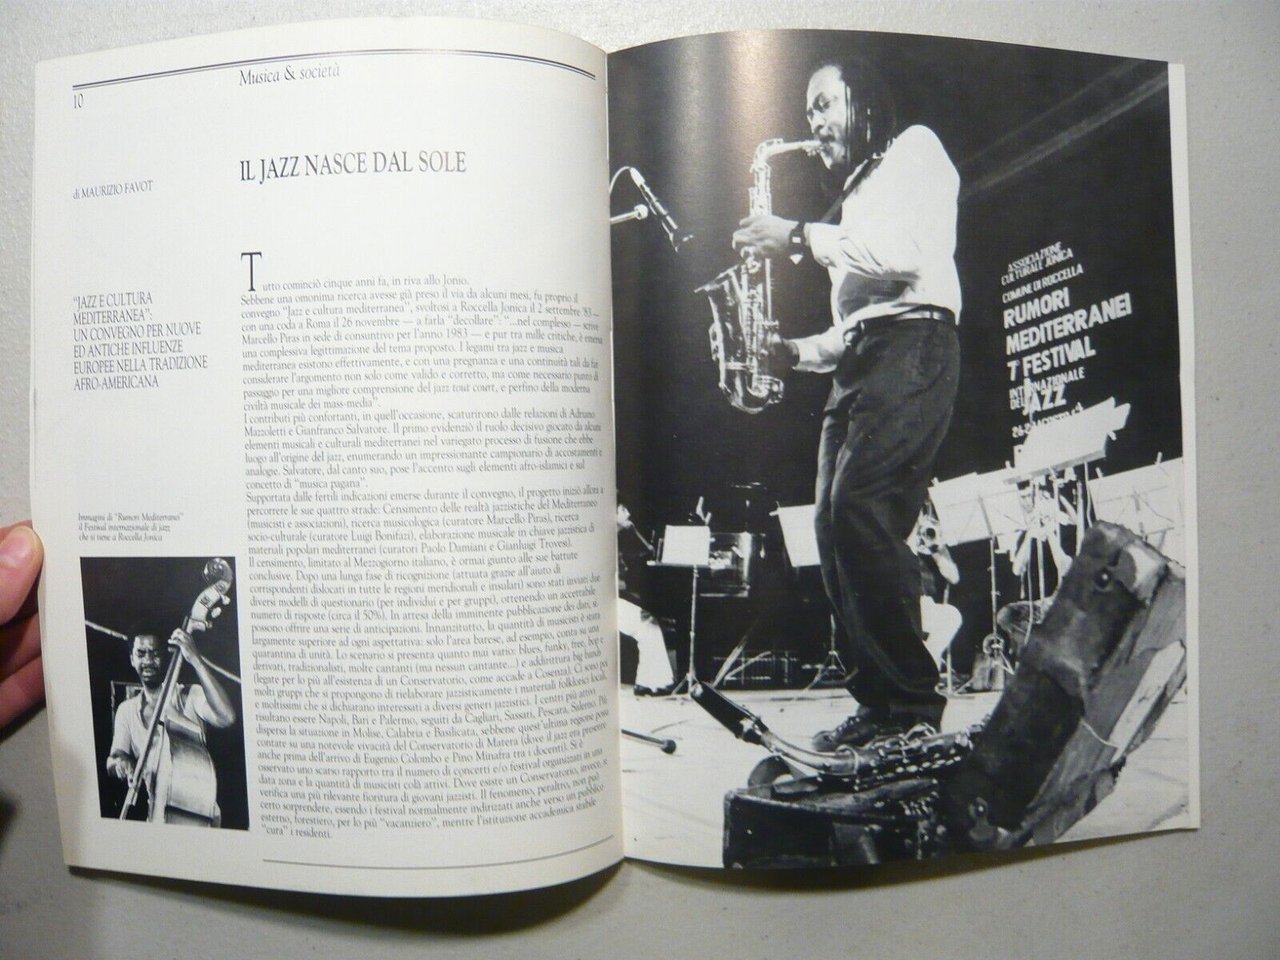 Musica & società
10
IL JAZZ NASCE DAL SOLE
di MAURIZIO FAVOT
"JAZZ E CULTURA
MEDITERRANEA":
UN CONVEGNO PER NUOVE
ED ANTICHE INFLUENZE
EUROPEE NELLA TRADIZIONE
AFRO-AMERICANA
Immagini di "Rumori Mediterranei"
il Festival internazionale di jazz
che si tiene a Roccella Jonica
Tutto cominciò cinque anni fa, in riva allo Jonio.
Sebbene una omonima ricerca avesse già preso il via da alcuni mesi, fu proprio il
convegno "Jazz e cultura mediterranea", svoltosi a Roccella Jonica il 2 settembre '83 —
con una coda a Roma il 26 novembre — a farla "decollare": "...nel complesso — scrive
Marcello Piras in sede di consuntivo per l'anno 1983 — e pur tra mille critiche, è emersa
una complessiva legittimazione del tema proposto. I legami tra jazz e musica
mediterranea esistono effettivamente, e con una pregnanza e una continuità tali da far
considerare l'argomento non solo come valido e corretto, ma come necessario punto di
passaggio per una migliore comprensione del jazz tout court, e perfino della moderna
civiltà musicale dei mass-media".
I contributi più confortanti, in quell'occasione, scaturirono dalle relazioni di Adriano
Mazzoletti e Gianfranco Salvatore. Il primo evidenziò il ruolo decisivo giocato da alcuni
elementi musicali e culturali mediterranei nel variegato processo di fusione che ebbe
luogo all'origine del jazz, enumerando un impressionante campionario di accostamenti e
analogie. Salvatore, dal canto suo, pose l'accento sugli elementi afro-islamici e sul
concetto di "musica pagana".
Supportata dalle fertili indicazioni emerse durante il convegno, il progetto iniziò allora a
percorrere le sue quattro strade: Censimento delle realtà jazzistiche del Mediterraneo
(musicisti e associazioni), ricerca musicologica (curatore Marcello Piras), ricerca
socio-culturale (curatore Luigi Bonifazi), elaborazione musicale in chiave jazzistica di
materiali popolari mediterranei (curatori Paolo Damiani e Gianluigi Trovesi).
Il censimento, limitato al Mezzogiorno italiano, è ormai giunto alle sue battute
conclusive. Dopo una lunga fase di ricognizione (attuata grazie all'aiuto di
corrispondenti dislocati in tutte le regioni meridionali e insulari) sono stati inviati due
diversi modelli di questionario (per individui e per gruppi), ottenendo un accettabile
numero di risposte (circa il 50%). In attesa della imminente pubblicazione dei dati, si
possono offrire una serie di anticipazioni. Innanzitutto, la quantità di musicisti è stata
largamente superiore ad ogni aspettativa: solo l'area barese, ad esempio, conta su una
quarantina di unità. Lo scenario si presenta quanto mai vario: blues, funky, free, bop e
derivati, tradizionalisti, molte cantanti (ma nessun cantante...) e addirittura big bands
(legate per lo più all'esistenza di un Conservatorio, come accade a Cosenza). Ci sono poi
molti gruppi che si propongono di rielaborare jazzisticamente i materiali folklorici locali,
e moltissimi che si dichiarano interessati a diversi generi jazzistici. I centri più attivi
risultano essere Napoli, Bari e Palermo, seguiti da Cagliari, Sassari, Pescara, Salerno. Più
dispersa la situazione in Molise, Calabria e Basilicata, sebbene quest'ultima regione possa
contare su una notevole vivacità del Conservatorio di Matera (dove il jazz era presente
anche prima dell'arrivo di Eugenio Colombo e Pino Minafra tra i docenti). Si è
osservato uno scarso rapporto tra il numero di concerti e/o festival organizzati in una
data zona e la quantità di musicisti colà attivi. Dove esiste un Conservatorio, invece, si
verifica una più rilevante fioritura di giovani jazzisti. Il fenomeno, peraltro, non può
certo sorprendere, essendo i festival normalmente indirizzati anche verso un pubblico
esterno, forestiero, per lo più "vacanziero", mentre l'istituzione accademica stabile
"cura" i residenti.
ASSOCIAZIONE
CULTURALE JONICA
COMUNE DI ROCCELLA
RUMORI
MEDITERRANEI
7° FESTIVAL
INTERNAZIONALE
DEL JAZZ